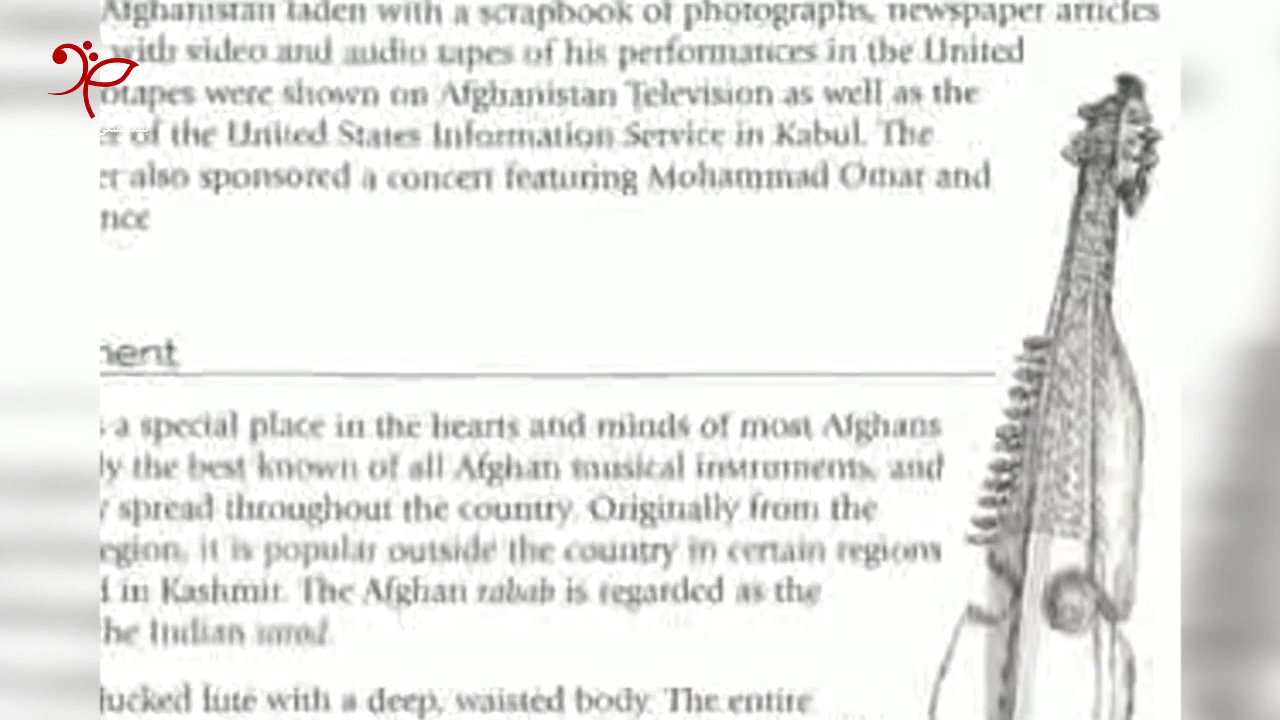 Afghanistan laden with a scrapbook of photographs, newspaper articles
with video and audio tapes of his performances in the United
otapes were shown on Afghanistan Television as well as the
of the United States Information Service in Kabul. The
er also sponsored a concert featuring Mohammad Omar and
nce
nent
a special place in the hearts and minds of most Afghans
ly the best known of all Afghan musical instruments, and
spread throughout the country. Originally from the
egion, it is popular outside the country in certain regions
d in Kashmir. The Afghan rabab is regarded as the
he Indian sarod.
lucked lute with a deep, waisted body. The entire